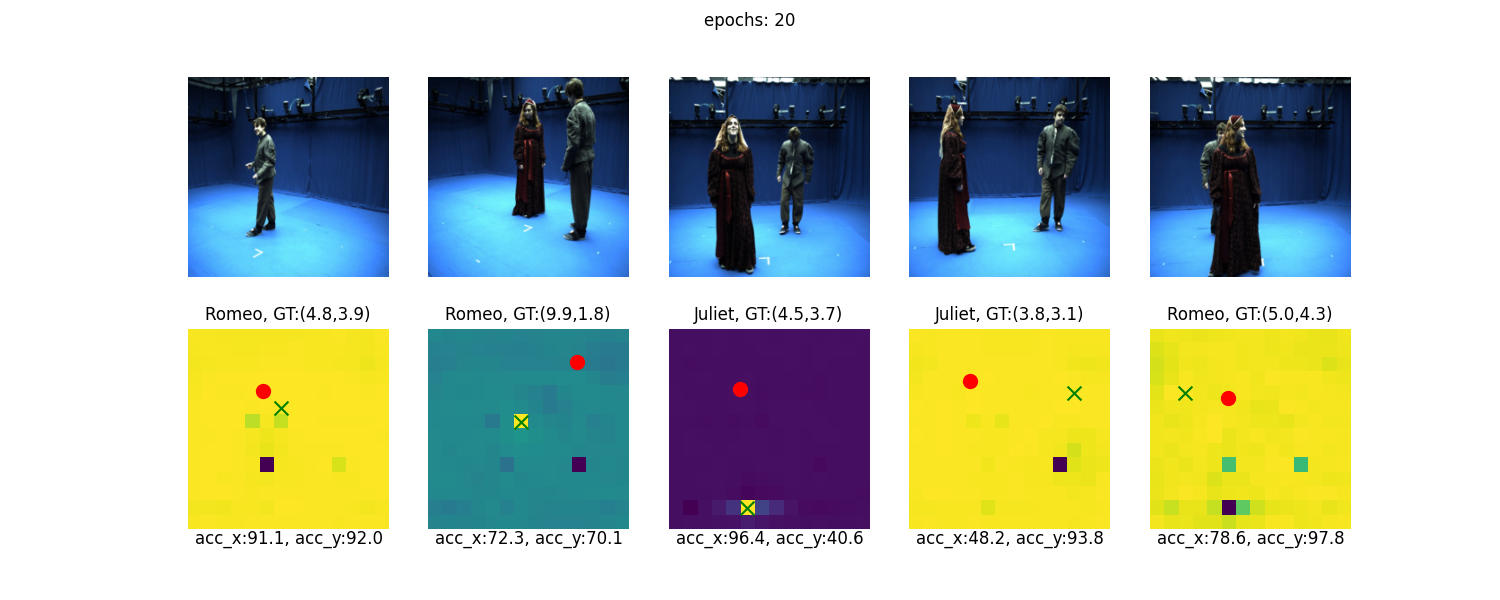 epochs: 20
Romeo, GT:(4.8,3.9)
Romeo, GT:(9.9,1.8)
Juliet, GT:(4.5,3.7)
Juliet, GT:(3.8,3.1)
Romeo, GT:(5.0,4.3)
acc_x:91.1, acc_y:92.0
acc_x:72.3, acc_y:70.1
acc_x:96.4, acc_y:40.6
acc_x:48.2, acc_y:93.8
acc_x:78.6, acc_y:97.8